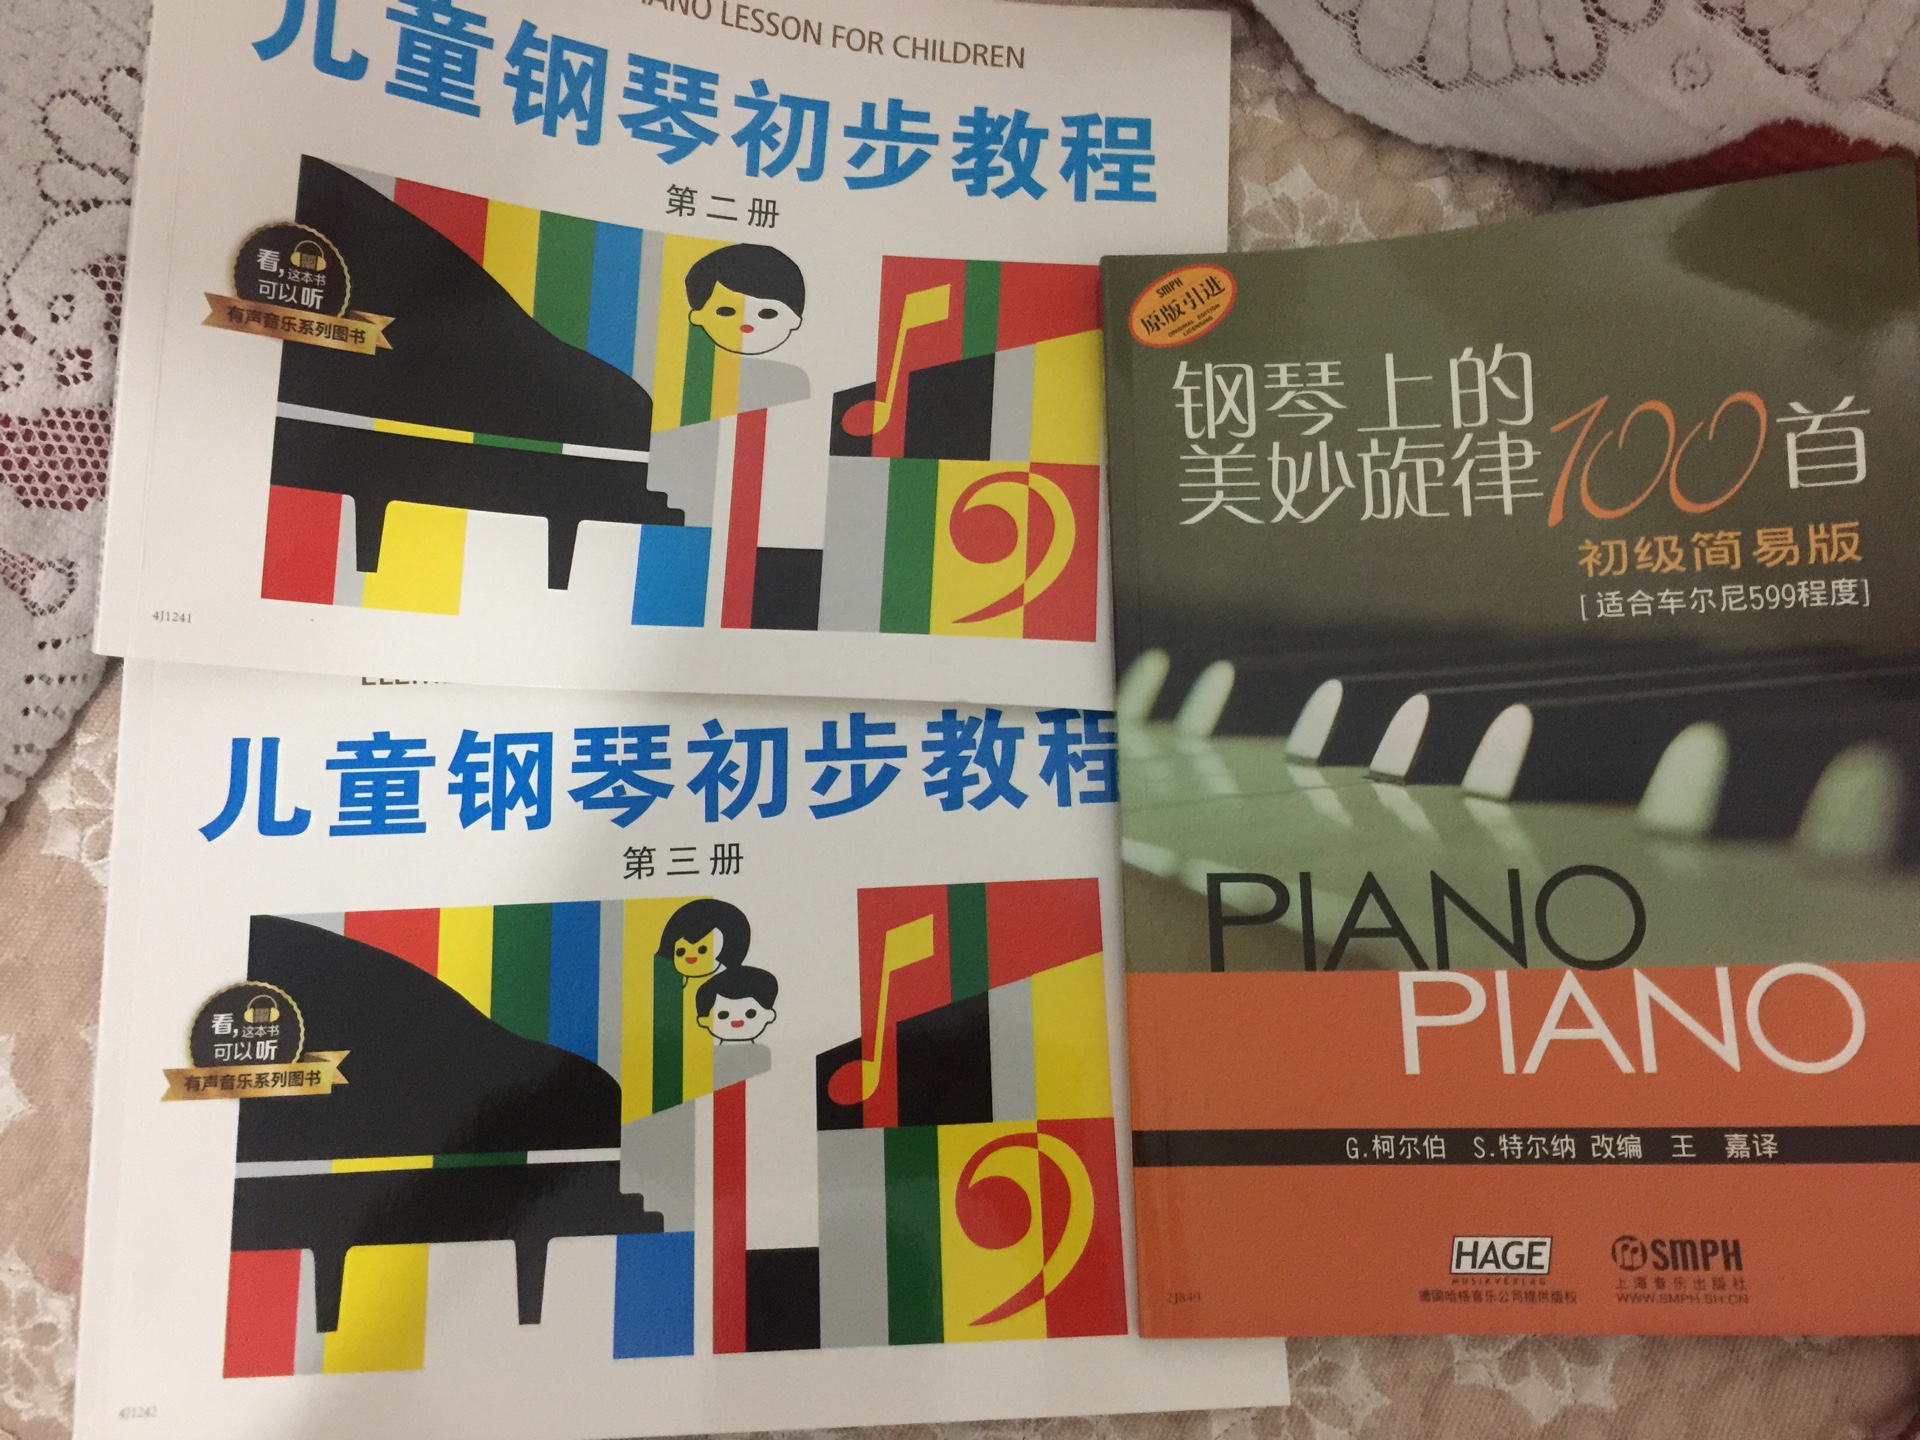 PIANO LESSON FOR CHILDREN
儿童钢琴初步教程
第二册
看,这本书
可以听
有声音乐系列图书
4J1241
儿童钢琴初步教程
第三册
看,这本书
可以听
有声音乐系列图书
4J1242
SMPH
原版引进
ORIGINAL EDITION
LICENSING
钢琴上的
美妙旋律100首
初级简易版
[适合车尔尼599程度]
PIANO
PIANO
G.柯尔伯 S.特尔纳 改编 王 嘉译
HAGE
MUSIKVERLAG
德国哈格音乐公司提供版权
SMPH
上海音乐出版社
WWW.SMPH.SH.CN
2J849